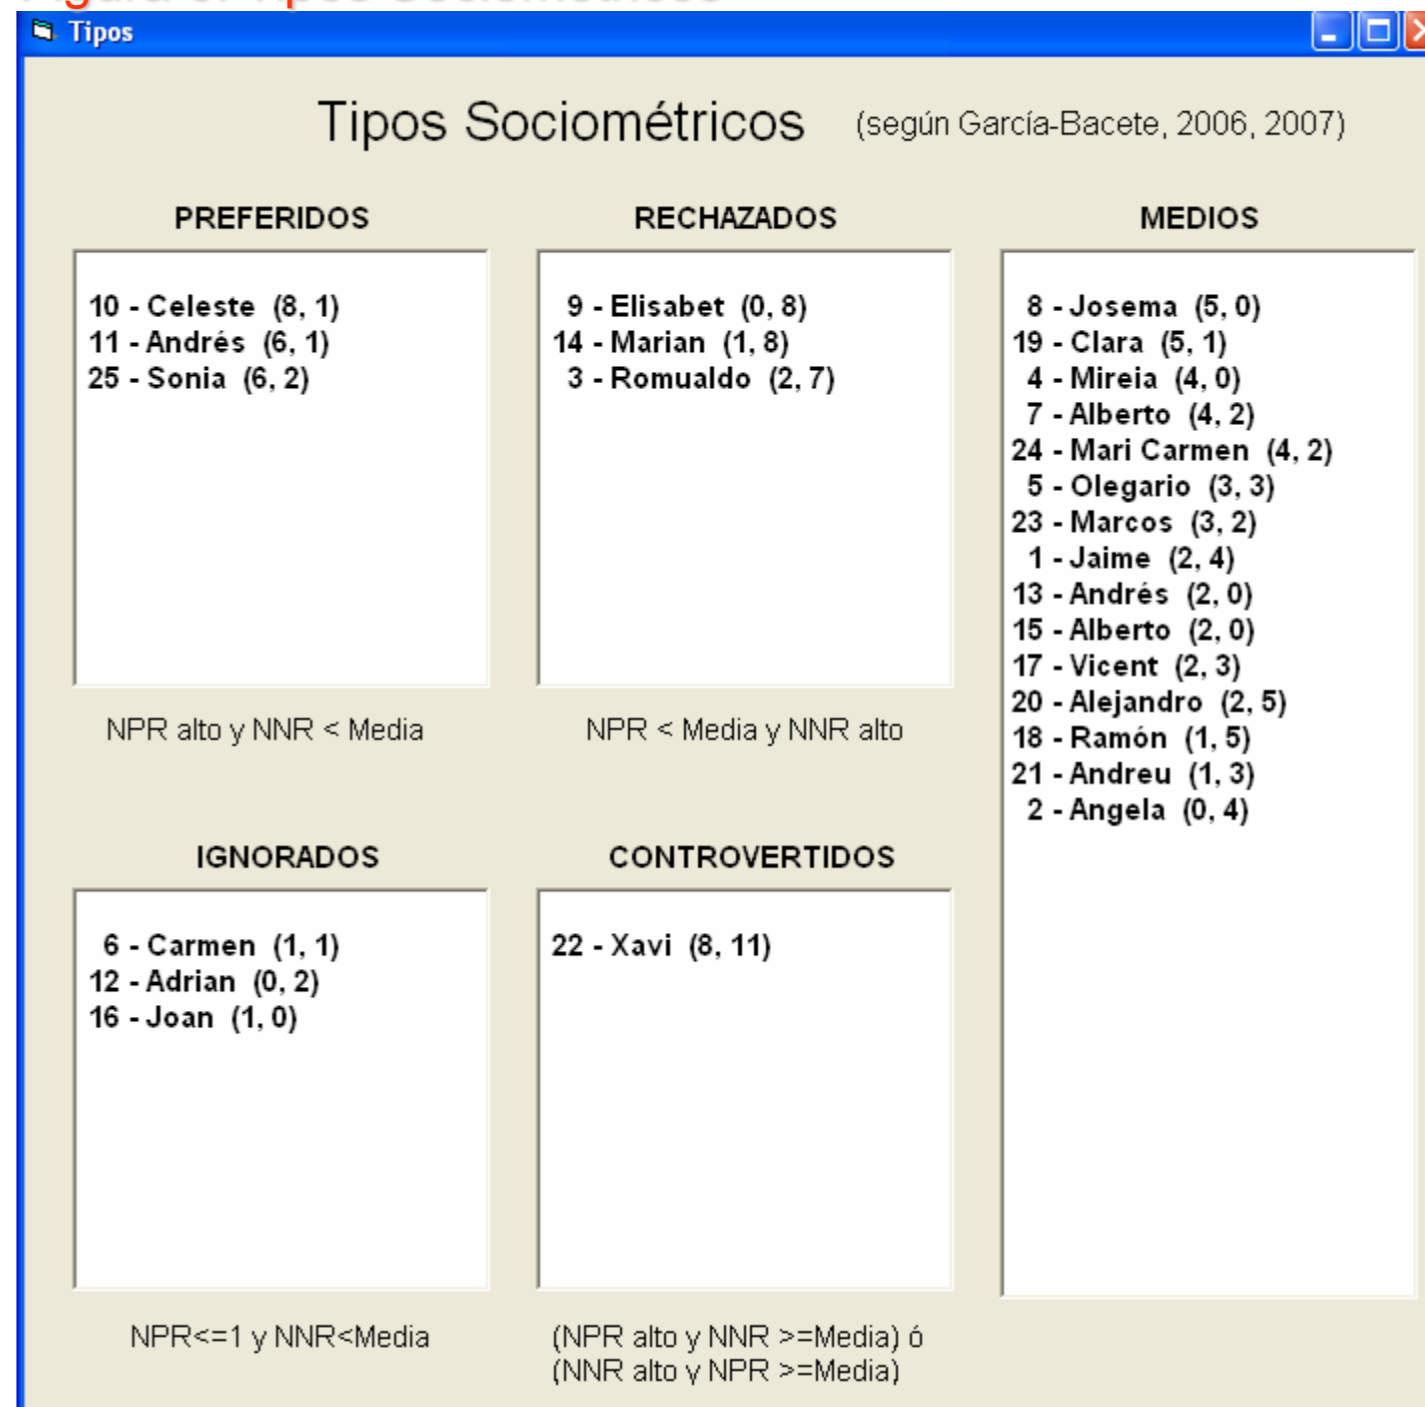 Tipos
Tipos Sociométricos (según García-Bacete, 2006, 2007)
PREFERIDOS
10 - Celeste (8, 1)
11 - Andrés (6, 1)
25 - Sonia (6, 2)
NPR alto y NNR < Media
RECHAZADOS
9 - Elisabet (0, 8)
14 - Marian (1, 8)
3 - Romualdo (2, 7)
NPR < Media y NNR alto
MEDIOS
8 - Josema (5, 0)
19 - Clara (5, 1)
4 - Mireia (4, 0)
7 - Alberto (4, 2)
24 - Mari Carmen (4, 2)
5 - Olegario (3, 3)
23 - Marcos (3, 2)
1 - Jaime (2, 4)
13 - Andrés (2, 0)
15 - Alberto (2, 0)
17 - Vicent (2, 3)
20 - Alejandro (2, 5)
18 - Ramón (1, 5)
21 - Andreu (1, 3)
2 - Angela (0, 4)
IGNORADOS
6 - Carmen (1, 1)
12 - Adrian (0, 2)
16 - Joan (1, 0)
NPR<=1 y NNR<Media
CONTROVERTIDOS
22 - Xavi (8, 11)
(NPR alto y NNR >=Media) ó
(NNR alto y NPR >=Media)